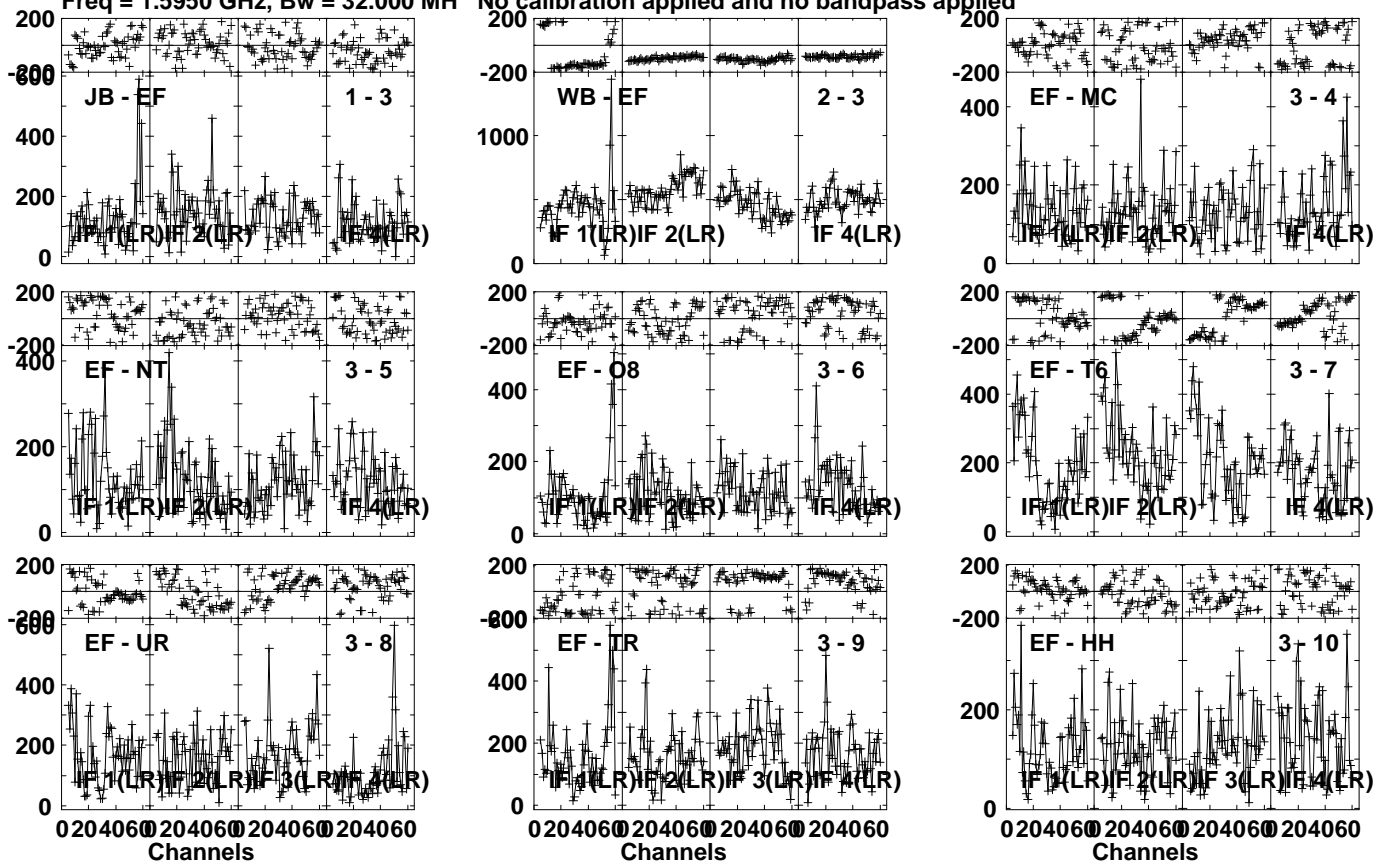 Freq = 1.5950 GHz, Bw = 32.000 MH No calibration applied and no bandpass applied
200
-200
600
400
200
0
JB - EF 1 - 3
IF 1(LR) IF 2(LR) IF 4(LR)
200
-200
1000
0
WB - EF 2 - 3
IF 1(LR) IF 2(LR) IF 4(LR)
200
-200
400
200
0
EF - MC 3 - 4
IF 1(LR) IF 2(LR) IF 4(LR)
200
-200
400
200
0
EF - NT 3 - 5
IF 1(LR) IF 2(LR) IF 4(LR)
200
-200
400
200
0
EF - O8 3 - 6
IF 1(LR) IF 2(LR) IF 4(LR)
200
-200
400
200
0
EF - T6 3 - 7
IF 1(LR) IF 2(LR) IF 4(LR)
200
-200
600
400
200
0
EF - UR 3 - 8
IF 1(LR) IF 2(LR) IF 3(LR) IF 4(LR)
0 20 40 60 0 20 40 60 0 20 40 60 0 20 40 60
Channels
200
-200
600
400
200
0
EF - TR 3 - 9
IF 1(LR) IF 2(LR) IF 3(LR) IF 4(LR)
0 20 40 60 0 20 40 60 0 20 40 60 0 20 40 60
Channels
200
-200
200
0
EF - HH 3 - 10
IF 1(LR) IF 2(LR) IF 3(LR) IF 4(LR)
0 20 40 60 0 20 40 60 0 20 40 60 0 20 40 60
Channels